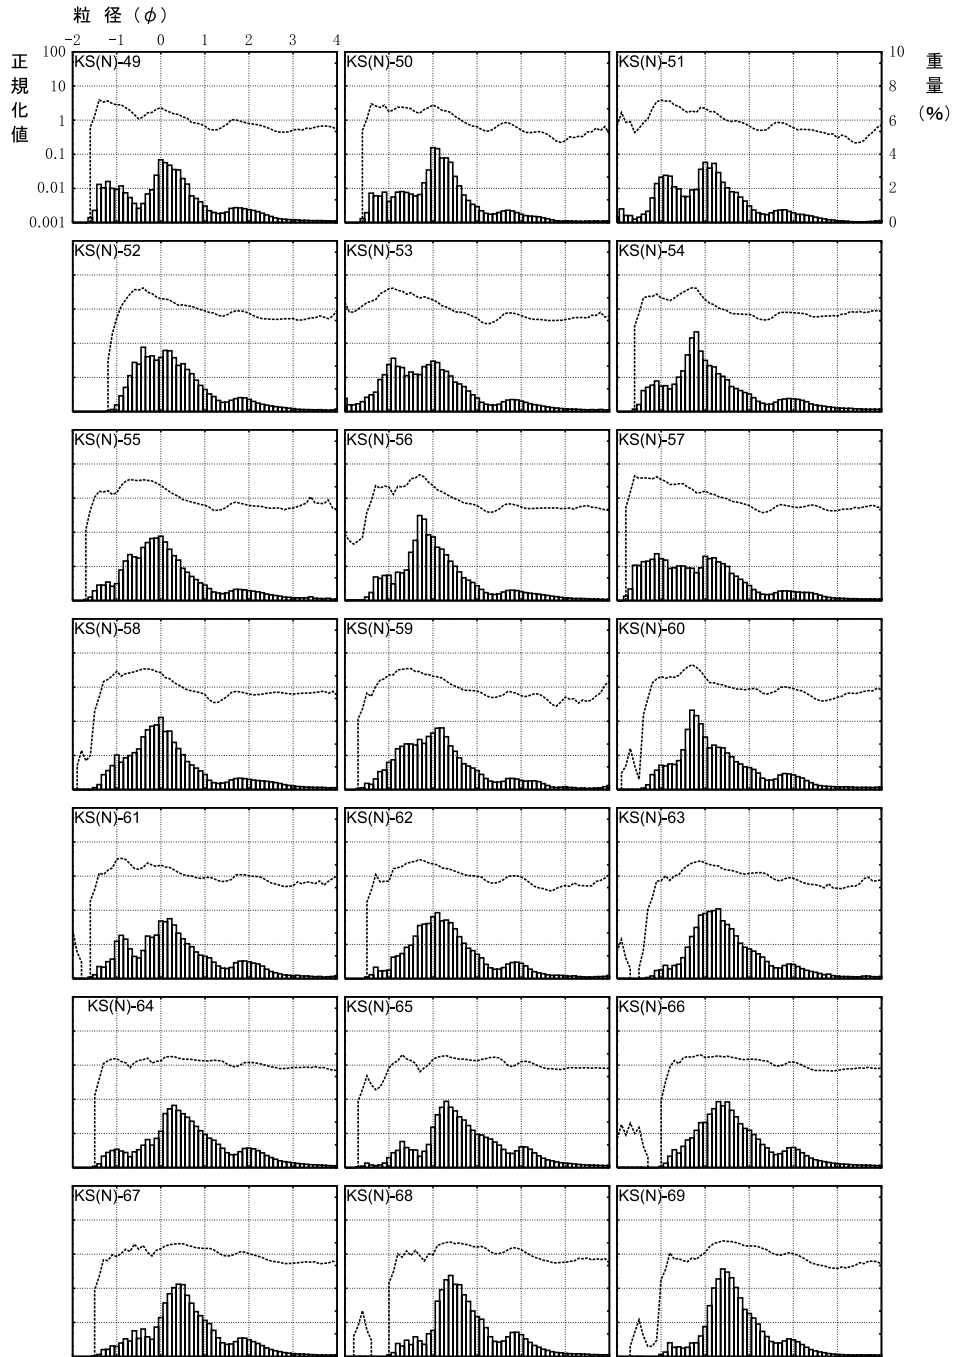 粒 径 (φ)
-2 -1 0 1 2 3 4
正規化値
100
10
1
0.1
0.01
0.001
重量(%)
10
8
6
4
2
0
KS(N)-49 KS(N)-50 KS(N)-51
KS(N)-52 KS(N)-53 KS(N)-54
KS(N)-55 KS(N)-56 KS(N)-57
KS(N)-58 KS(N)-59 KS(N)-60
KS(N)-61 KS(N)-62 KS(N)-63
KS(N)-64 KS(N)-65 KS(N)-66
KS(N)-67 KS(N)-68 KS(N)-69